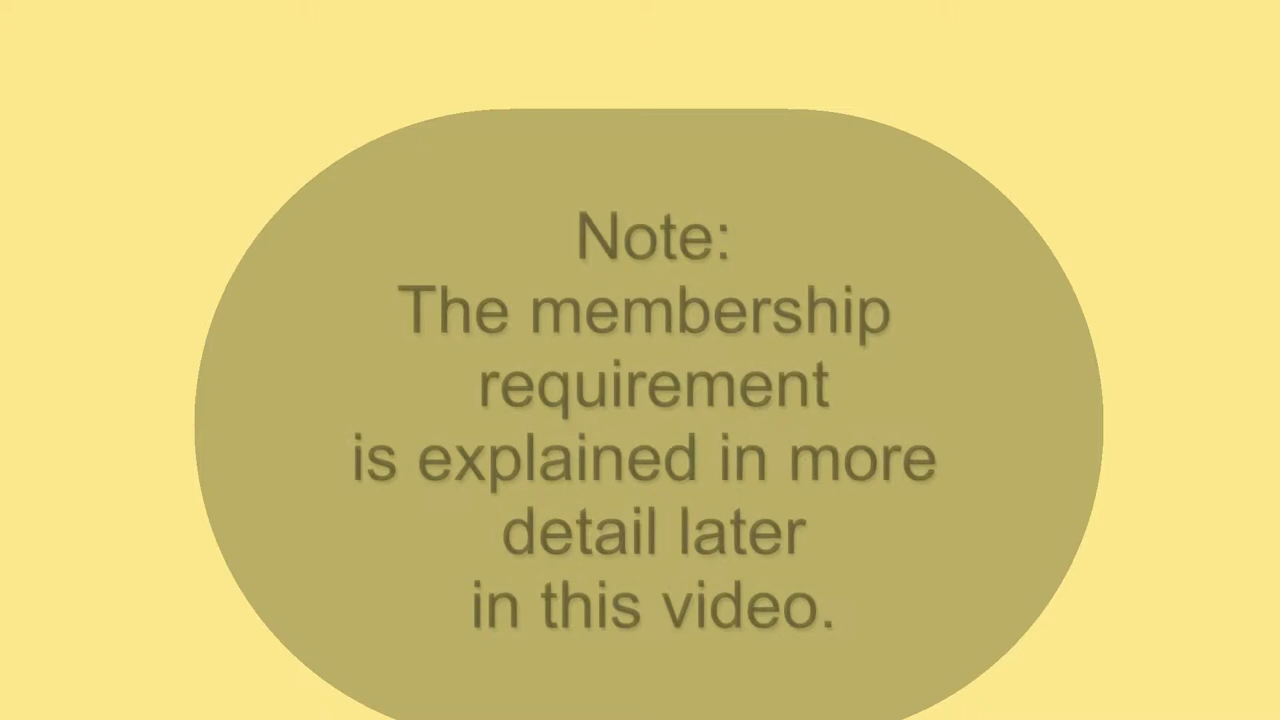 Note:
The membership
requirement
is explained in more
detail later
in this video.